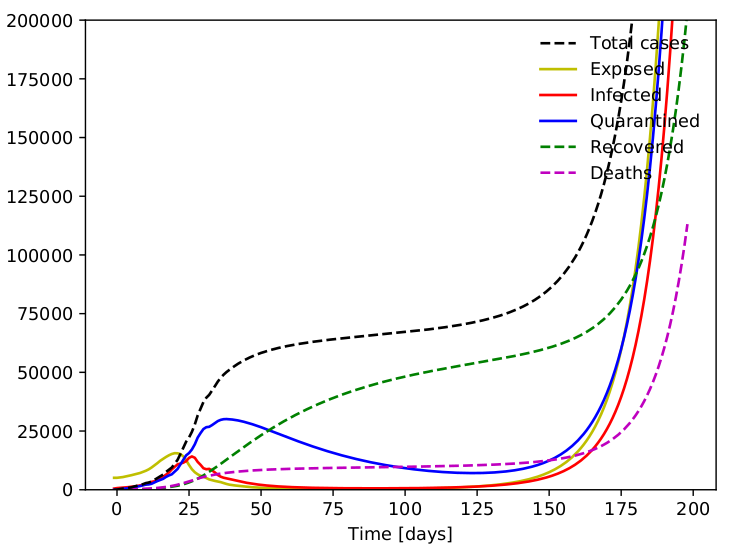 200000
175000
150000
125000
100000
75000
50000
25000
0
Total cases
Exposed
Infected
Quarantined
Recovered
Deaths
0 25 50 75 100 125 150 175 200
Time [days]